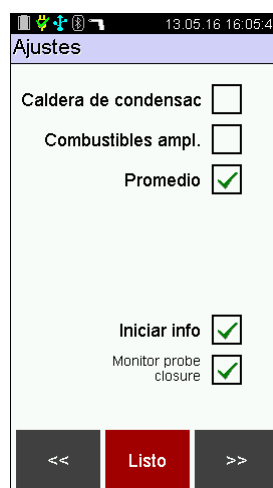 13.05.16 16:05:4
Ajustes
Caldera de condensac
Combustibles ampl.
Promedio
Iniciar info
Monitor probe
closure
<<
Listo
>>